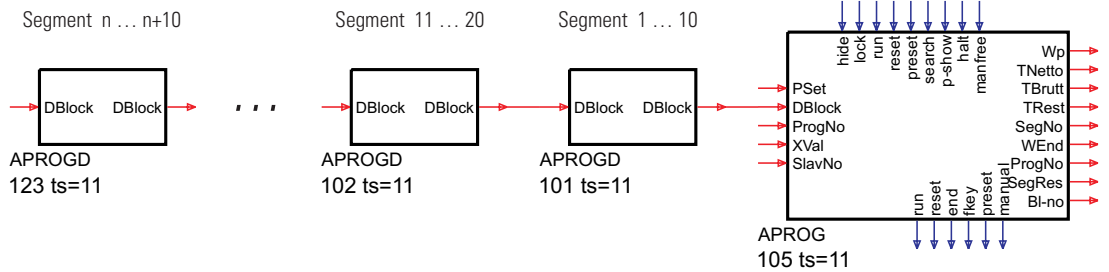 Segment n ... n+10
Segment 11 ... 20
Segment 1 ... 10
DBlock DBlock
APROGD
123 ts=11
. . .
DBlock DBlock
APROGD
102 ts=11
DBlock DBlock
APROGD
101 ts=11
hide
lock
run
reset
preset
search
p-show
halt
manfree
PSet
DBlock
ProgNo
XVal
SlavNo
Wp
TNetto
TBrutt
TRest
SegNo
WEnd
ProgNo
SegRes
Bl-no
run
reset
end
fkey
preset
manual
APROG
105 ts=11